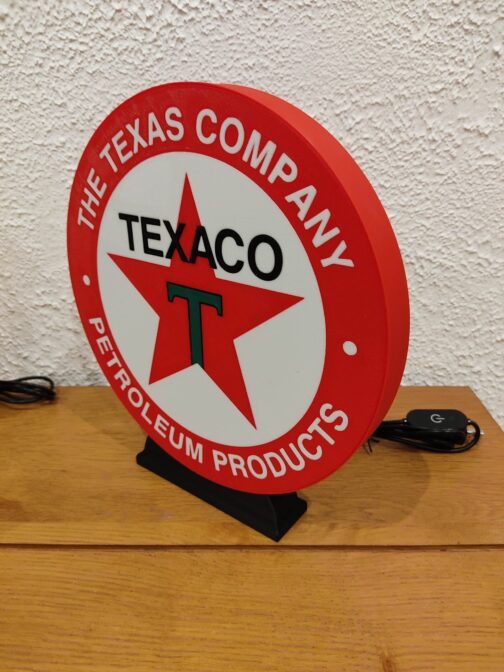 THE TEXAS COMPANY
TEXACO
T
PETROLEUM PRODUCTS